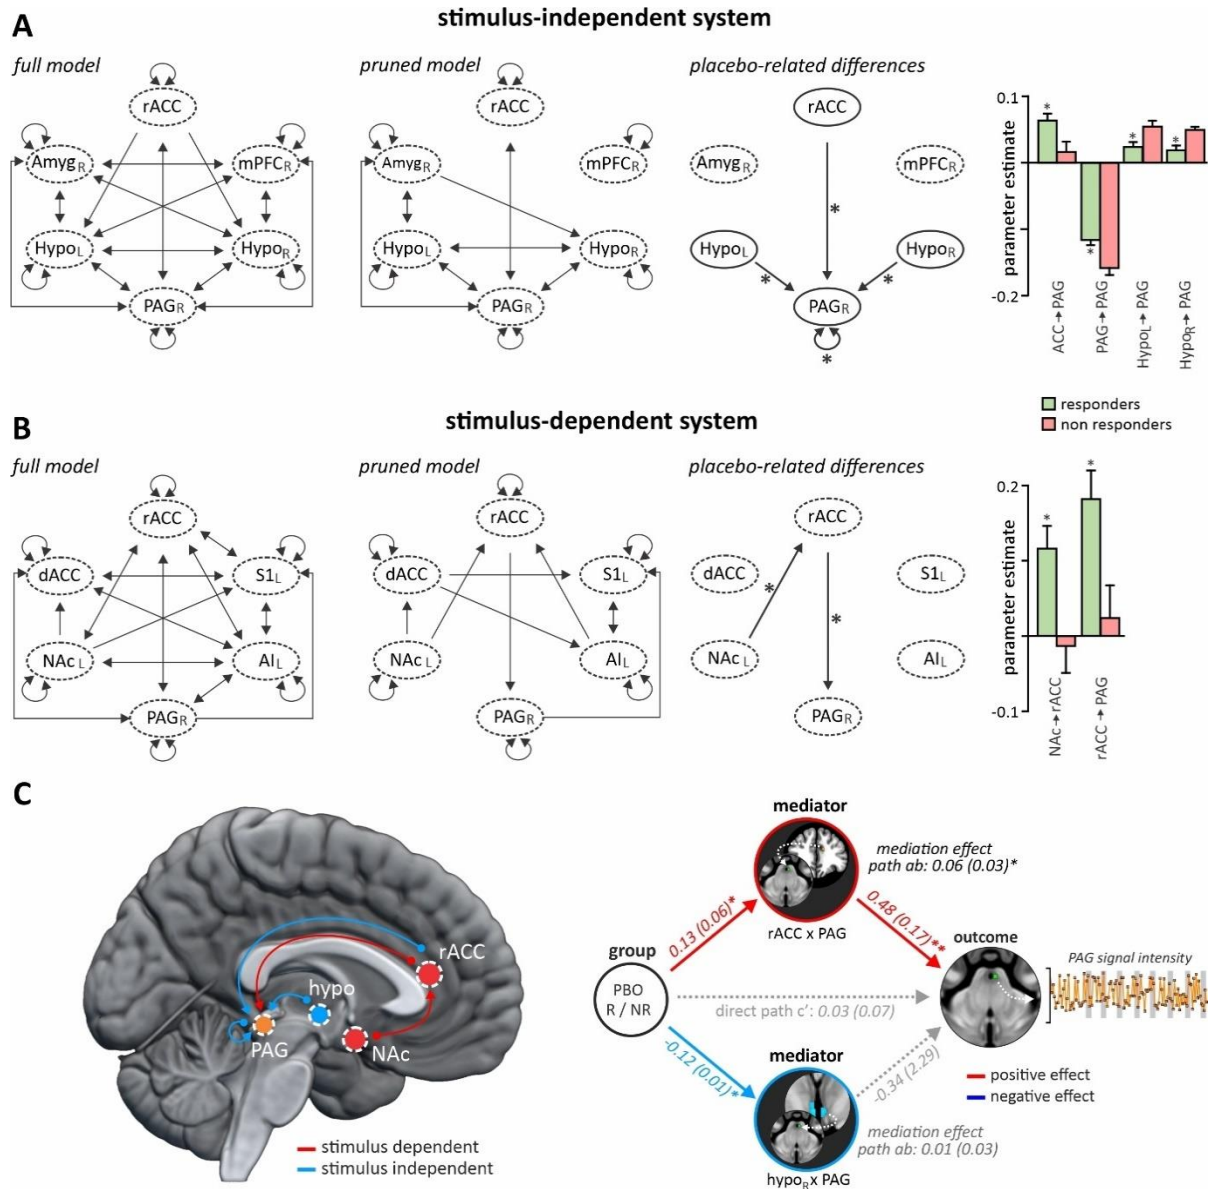 A
stimulus-independent system
full model
pruned model
placebo-related differences
rACC
AmygR
mPFCR
HypoL
HypoR
PAGR
rACC
AmygR
mPFCR
HypoL
HypoR
PAGR
rACC
AmygR
mPFCR
HypoL
HypoR
PAGR
*
*
*
*
0.1
-0.2
parameter estimate
*
*
*
*
ACC→PAG
PAG→PAG
HypoL→PAG
HypoR→PAG
responders
non responders
B
stimulus-dependent system
full model
pruned model
placebo-related differences
rACC
dACC
S1L
NAc L
AIL
PAGR
rACC
dACC
S1L
NAc L
AIL
PAGR
rACC
dACC
S1L
NAc L
AIL
PAGR
*
*
0.2
-0.1
parameter estimate
*
*
NAc→rACC
rACC→PAG
C
rACC
hypo
PAG
NAc
stimulus dependent
stimulus independent
mediator
mediation effect
path ab: 0.06 (0.03)*
rACC x PAG
0.13 (0.06)*
0.48 (0.17)**
group
PBO
R / NR
direct path c': 0.03 (0.07)
outcome
PAG signal intensity
-0.12 (0.01)*
-0.34 (2.29)
mediator
positive effect
negative effect
mediation effect
path ab: 0.01 (0.03)
hypoR x PAG